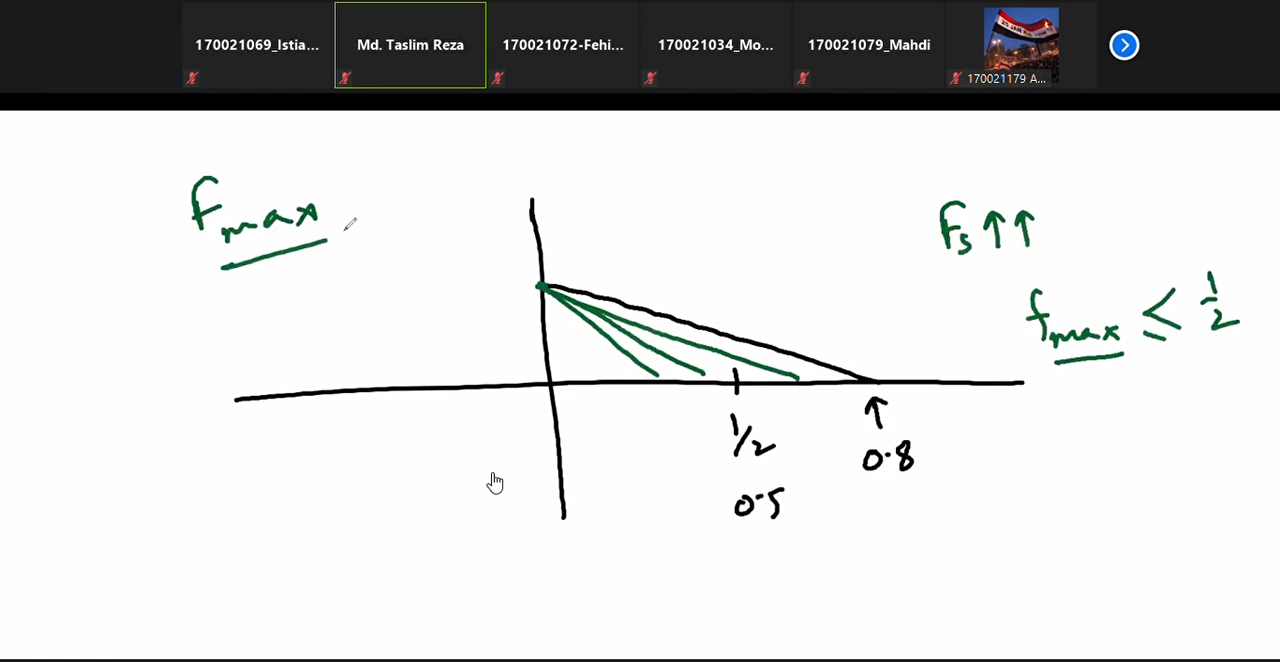 170021069_Istia...
Md. Taslim Reza
170021072-Fehi...
170021034_Mo...
170021079_Mahdi
170021179 A...
Fmax
Fs ↑↑
fmax ≤ 1/2
1/2
0.5
0.8